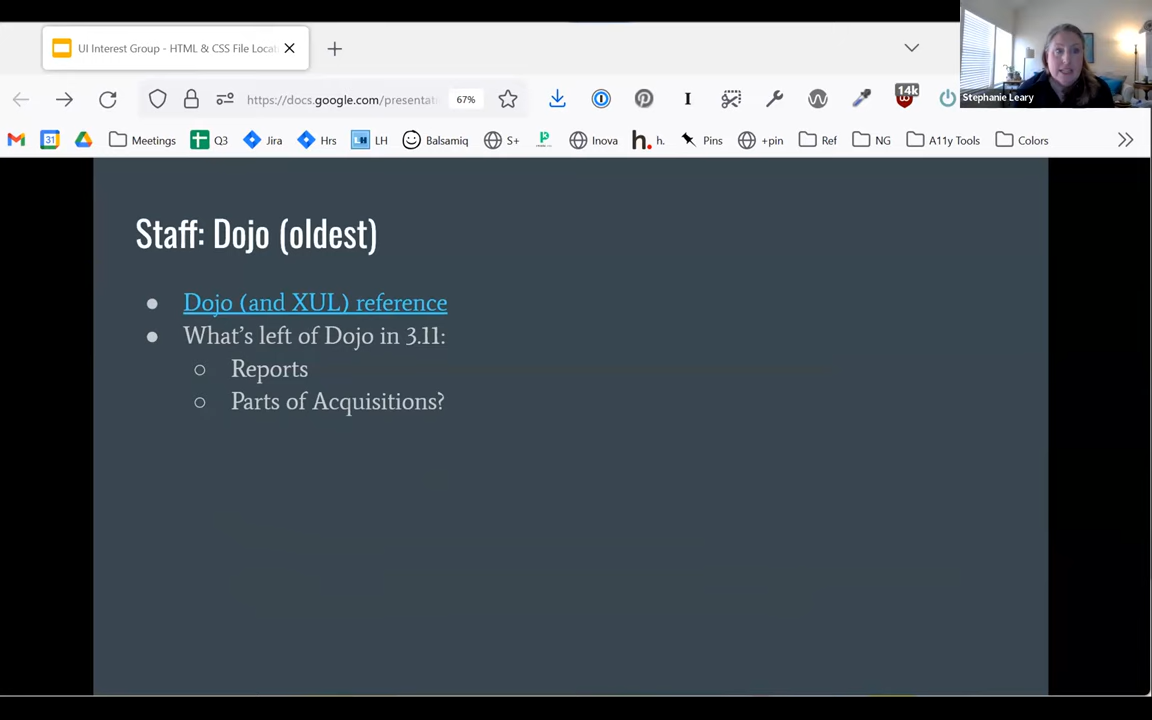 UI Interest Group - HTML & CSS File Locat
Stephanie Leary
https://docs.google.com/presentat
67%
14k
31
Meetings
Q3
Jira
Hrs
LH
LH
Balsamiq
S+
Inova
h.
h.
Pins
+pin
Ref
NG
A11y Tools
Colors
Staff: Dojo (oldest)
● Dojo (and XUL) reference
● What's left of Dojo in 3.11:
○ Reports
○ Parts of Acquisitions?